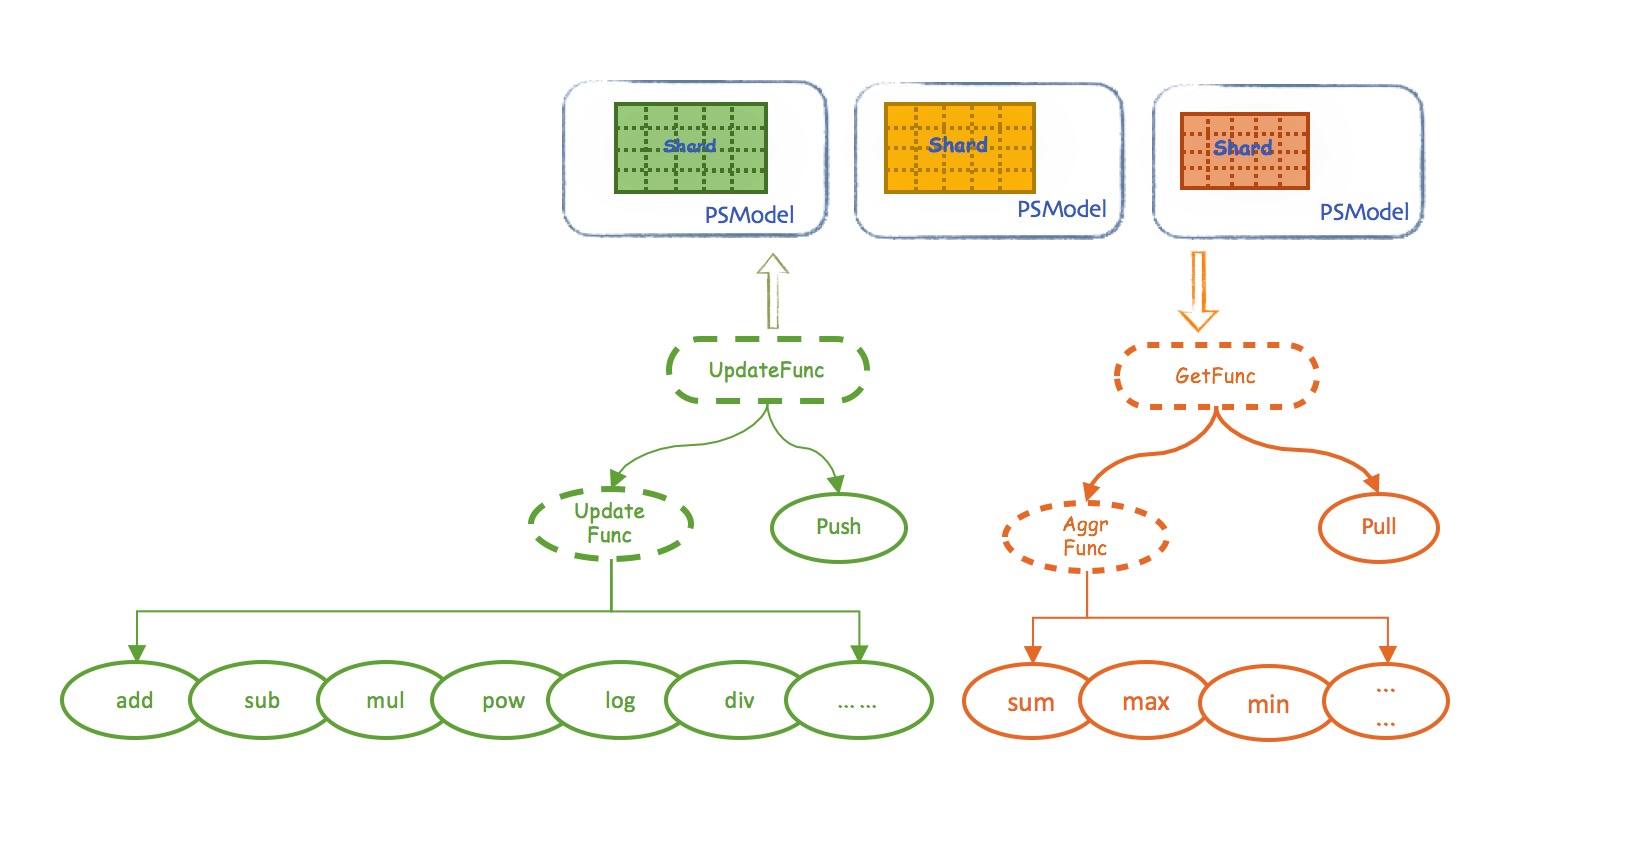 Shard
PSModel
Shard
PSModel
Shard
PSModel
UpdateFunc
GetFunc
Update
Func
Push
Aggr
Func
Pull
add
sub
mul
pow
log
div
... ...
sum
max
min
...
...